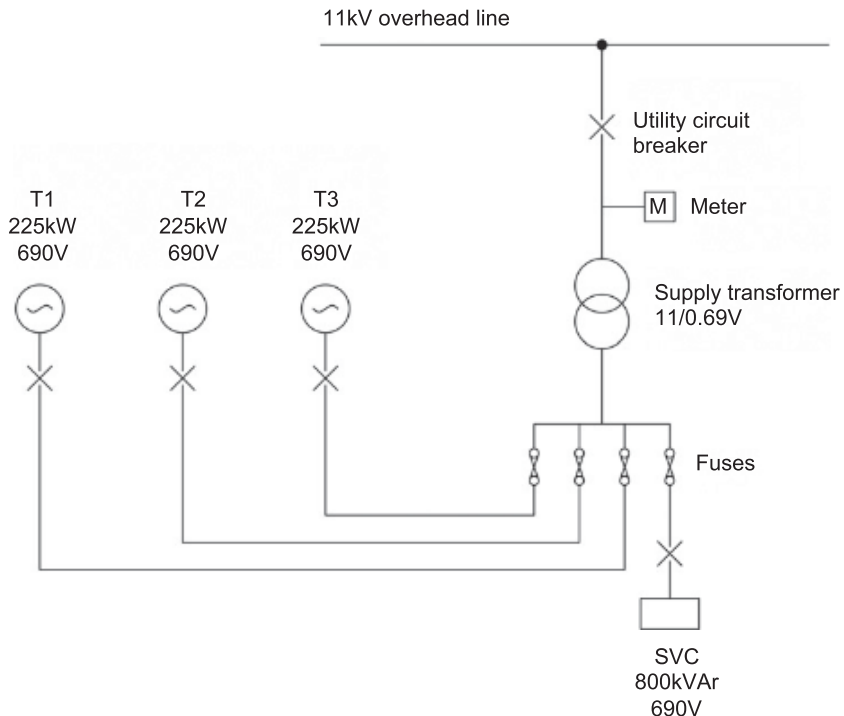 11kV overhead line
Utility circuit
breaker
M
Meter
T1
225kW
690V
T2
225kW
690V
T3
225kW
690V
Supply transformer
11/0.69V
Fuses
SVC
800kVAr
690V